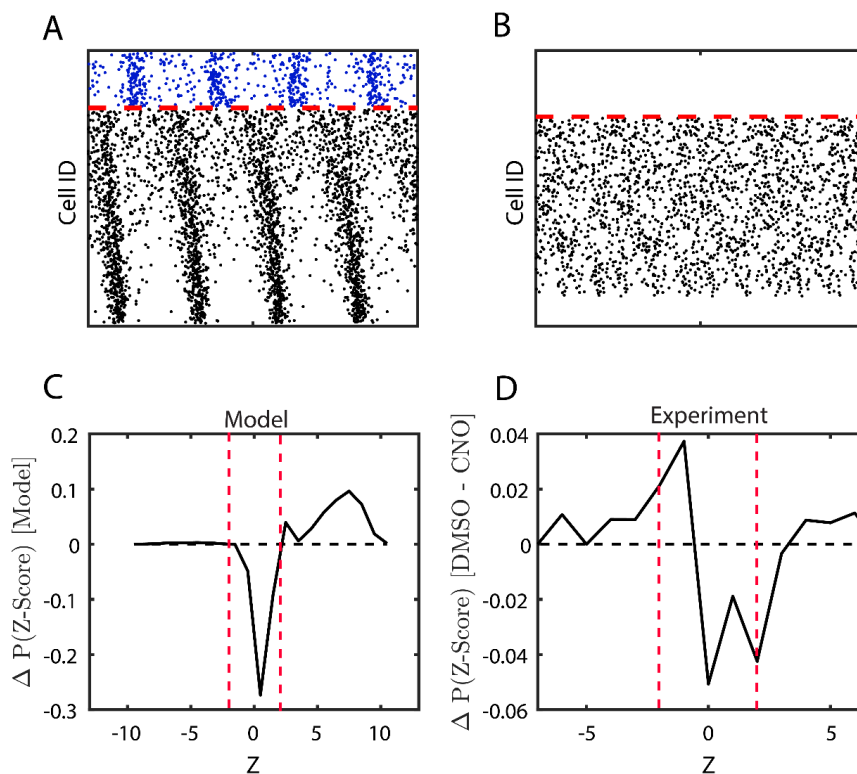 A
B
Cell ID
Cell ID
C
D
Model
Experiment
Δ P(Z-Score) [Model]
0.2
0.1
0
-0.1
-0.2
-0.3
-10
-5
0
5
10
Z
Δ P(Z-Score) [DMSO - CNO]
0.04
0.02
0
-0.02
-0.04
-0.06
-5
0
5
Z